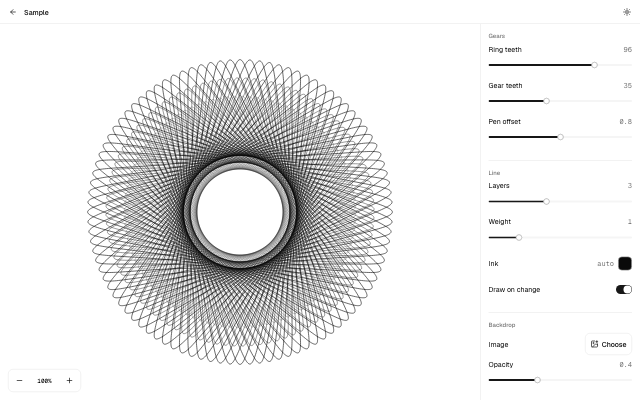 Sample
Gears
Ring teeth 96
Gear teeth 35
Pen offset 0.8
Line
Layers 3
Weight 1
Ink auto
Draw on change
Backdrop
Image Choose
Opacity 0.4
− 100% +